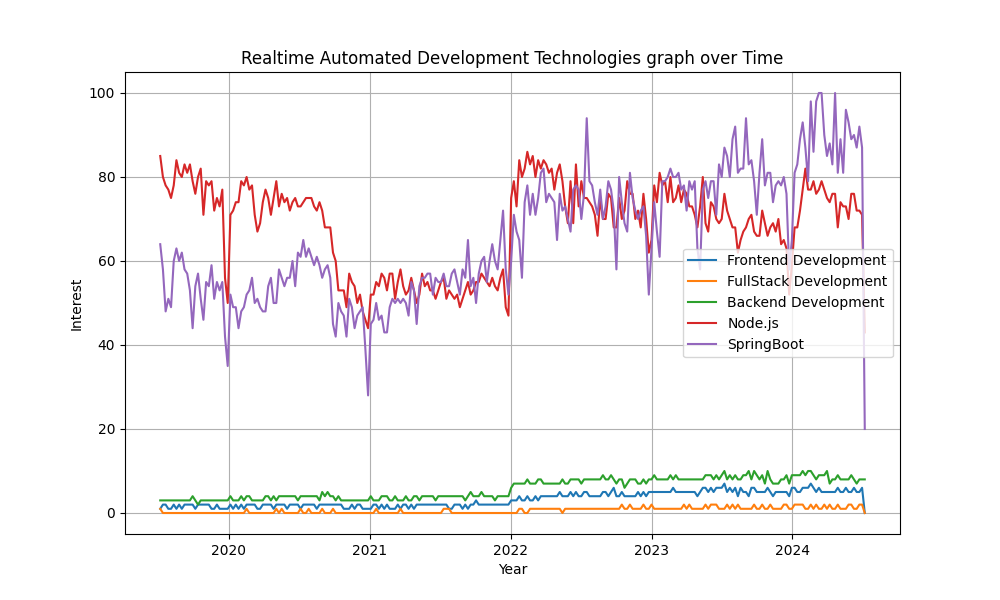 Realtime Automated Development Technologies graph over Time
100
80
60
40
20
0
Interest
Frontend Development
FullStack Development
Backend Development
Node.js
SpringBoot
2020
2021
2022
2023
2024
Year